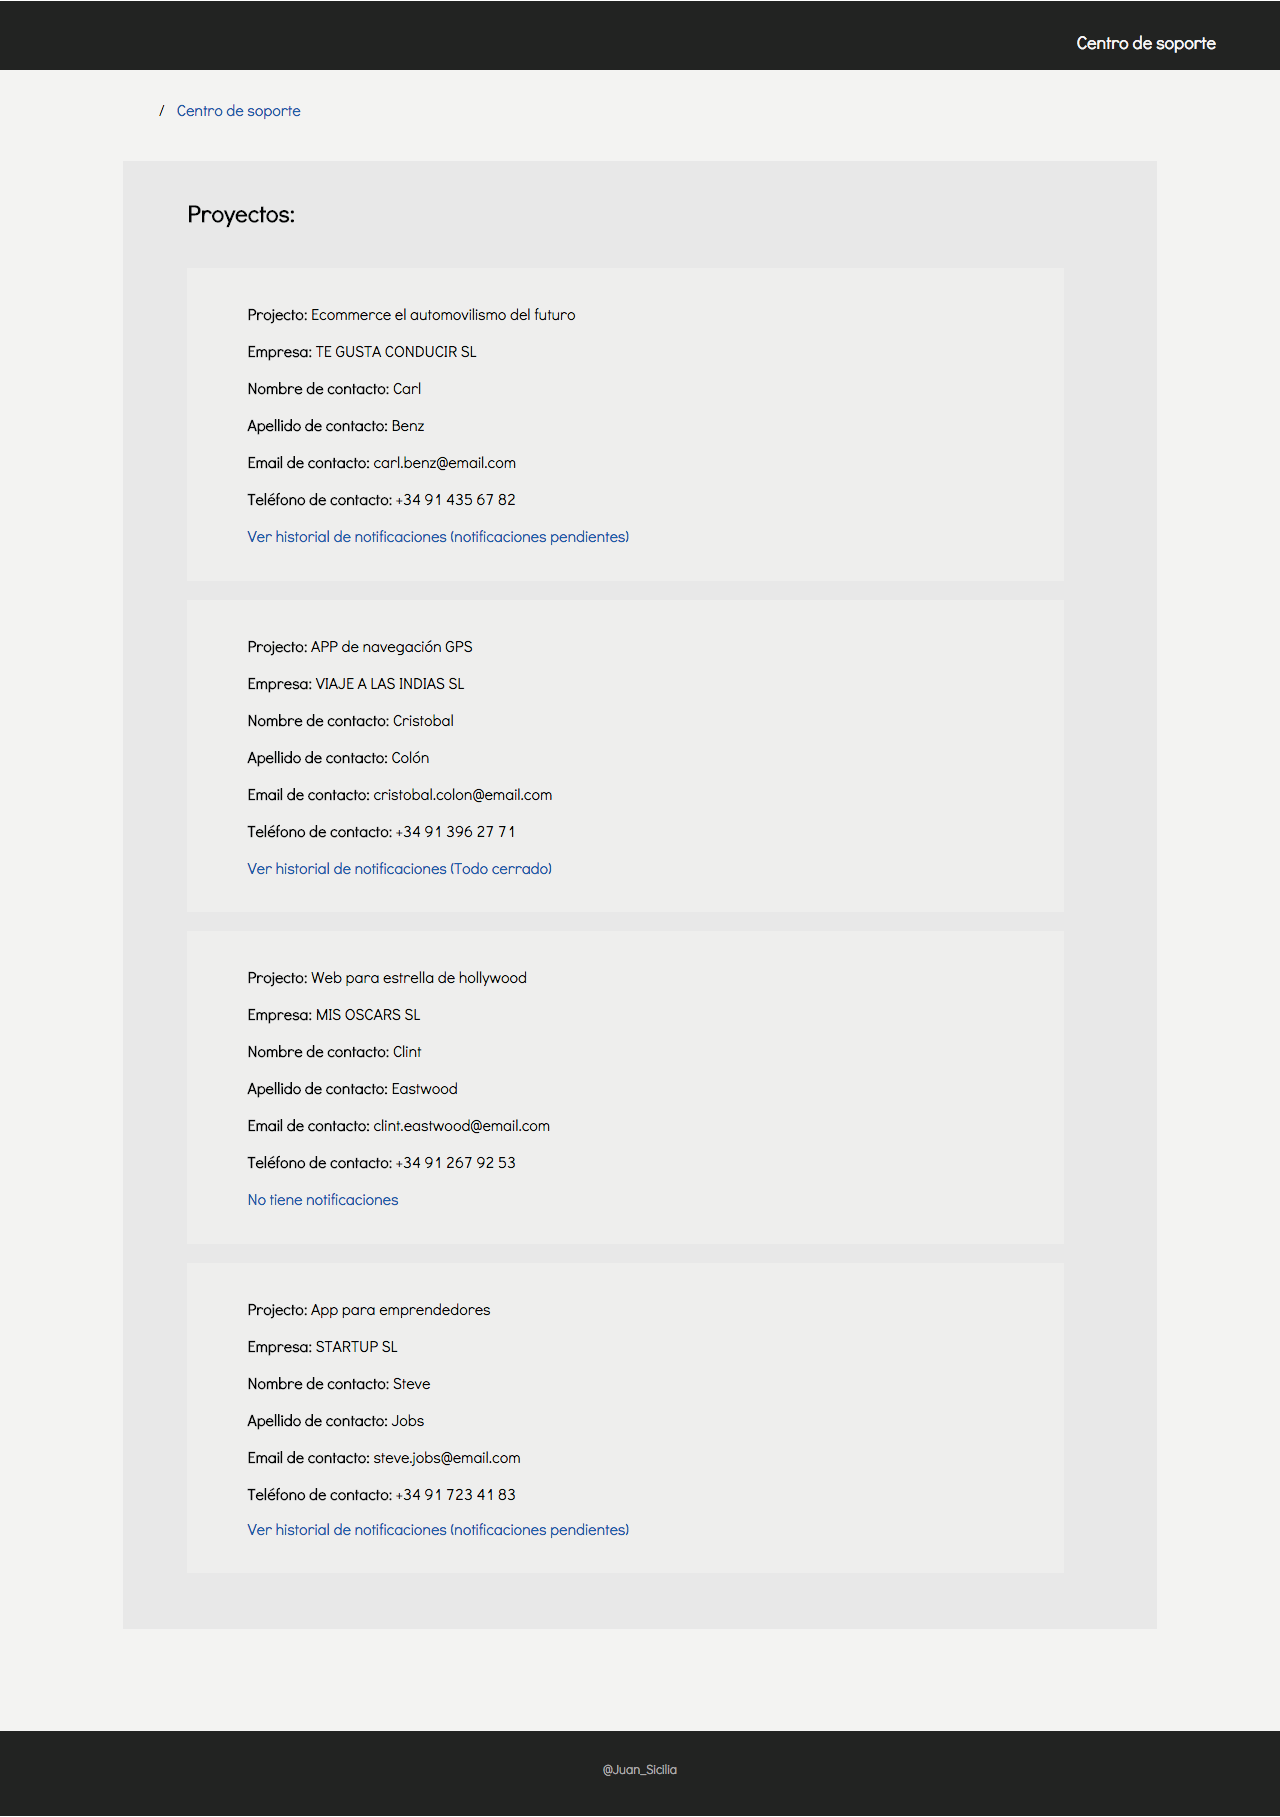 Centro de soporte
/ Centro de soporte
Proyectos:
Projecto: Ecommerce el automovilismo del futuro
Empresa: TE GUSTA CONDUCIR SL
Nombre de contacto: Carl
Apellido de contacto: Benz
Email de contacto: carl.benz@email.com
Teléfono de contacto: +34 91 435 67 82
Ver historial de notificaciones (notificaciones pendientes)
Projecto: APP de navegación GPS
Empresa: VIAJE A LAS INDIAS SL
Nombre de contacto: Cristobal
Apellido de contacto: Colón
Email de contacto: cristobal.colon@email.com
Teléfono de contacto: +34 91 396 27 71
Ver historial de notificaciones (Todo cerrado)
Projecto: Web para estrella de hollywood
Empresa: MIS OSCARS SL
Nombre de contacto: Clint
Apellido de contacto: Eastwood
Email de contacto: clint.eastwood@email.com
Teléfono de contacto: +34 91 267 92 53
No tiene notificaciones
Projecto: App para emprendedores
Empresa: STARTUP SL
Nombre de contacto: Steve
Apellido de contacto: Jobs
Email de contacto: steve.jobs@email.com
Teléfono de contacto: +34 91 723 41 83
Ver historial de notificaciones (notificaciones pendientes)
@Juan_Sicilia